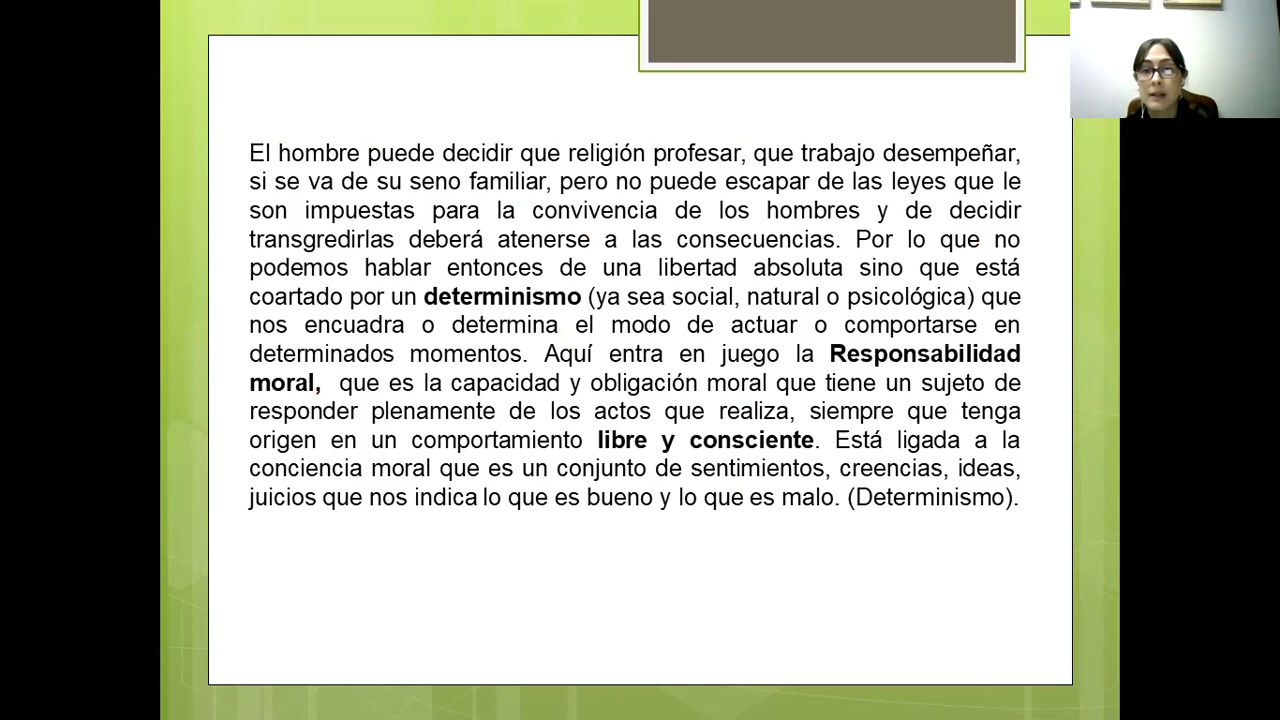 El hombre puede decidir que religión profesar, que trabajo desempeñar,
si se va de su seno familiar, pero no puede escapar de las leyes que le
son impuestas para la convivencia de los hombres y de decidir
transgredirlas deberá atenerse a las consecuencias. Por lo que no
podemos hablar entonces de una libertad absoluta sino que está
coartado por un determinismo (ya sea social, natural o psicológica) que
nos encuadra o determina el modo de actuar o comportarse en
determinados momentos. Aquí entra en juego la Responsabilidad
moral, que es la capacidad y obligación moral que tiene un sujeto de
responder plenamente de los actos que realiza, siempre que tenga
origen en un comportamiento libre y consciente. Está ligada a la
conciencia moral que es un conjunto de sentimientos, creencias, ideas,
juicios que nos indica lo que es bueno y lo que es malo. (Determinismo).